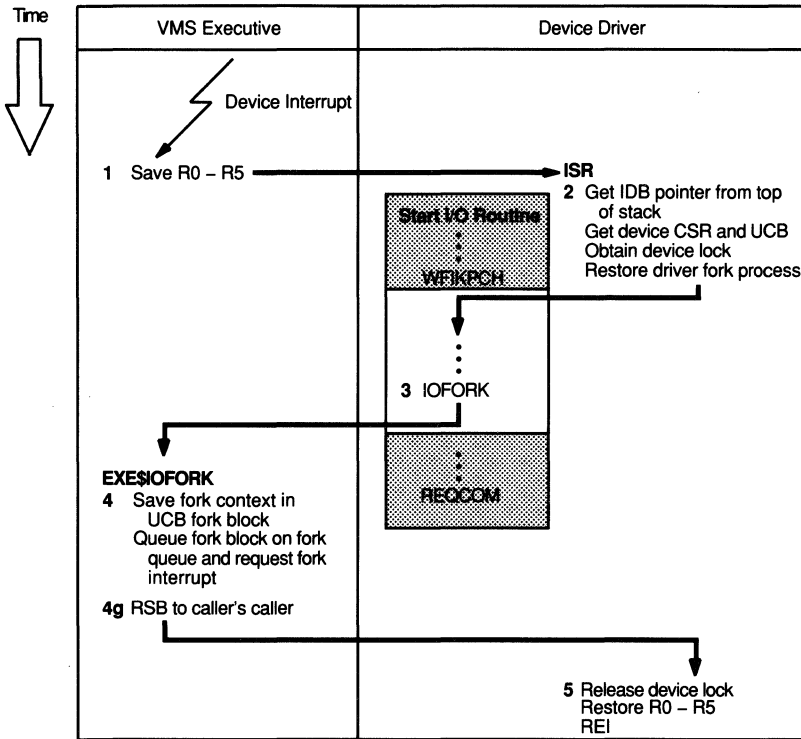 Time
VMS Executive
Device Driver
Device Interrupt
1 Save R0 – R5
ISR
2 Get IDB pointer from top
of stack
Get device CSR and UCB
Obtain device lock
Restore driver fork process
Start I/O Routine
WFIKPCH
3 IOFORK
EXE$IOFORK
4 Save fork context in
UCB fork block
Queue fork block on fork
queue and request fork
interrupt
4g RSB to caller's caller
REQCOM
5 Release device lock
Restore R0 – R5
REI